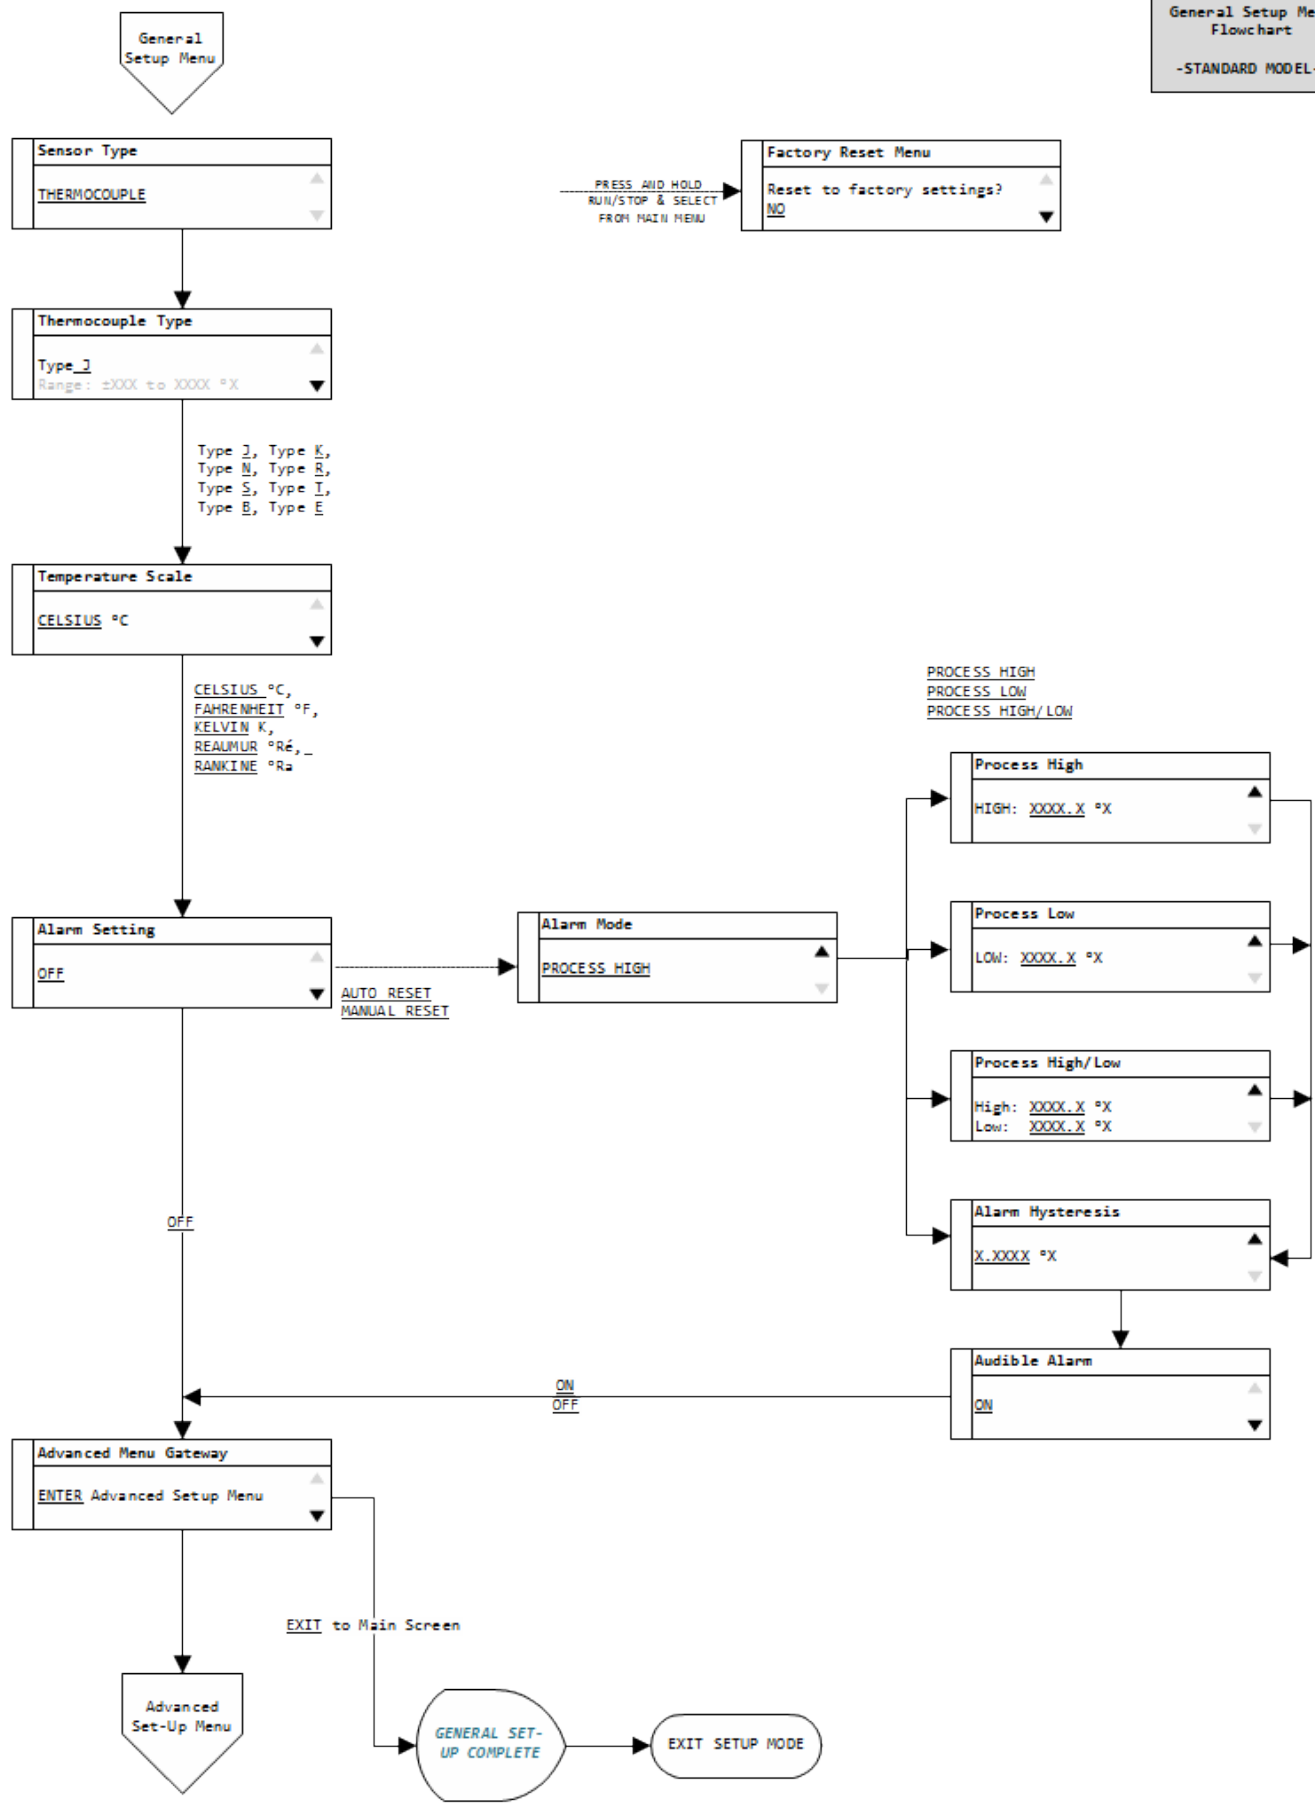 General
Setup Menu
General Setup Me
Flowchart
-STANDARD MODEL-
Sensor Type
THERMOCOUPLE
PRESS AND HOLD
RUN/STOP & SELECT
FROM MAIN MENU
Factory Reset Menu
Reset to factory settings?
NO
Thermocouple Type
Type J
Range: ±XXX to XXXX °X
Type J, Type K,
Type N, Type R,
Type S, Type T,
Type B, Type E
Temperature Scale
CELSIUS °C
CELSIUS °C,
FAHRENHEIT °F,
KELVIN K,
REAUMUR °Ré,_
RANKINE °Ra
Alarm Setting
OFF
AUTO RESET
MANUAL RESET
Alarm Mode
PROCESS HIGH
PROCESS HIGH
PROCESS LOW
PROCESS HIGH/LOW
Process High
HIGH: XXXX.X °X
Process Low
LOW: XXXX.X °X
Process High/Low
High: XXXX.X °X
Low: XXXX.X °X
Alarm Hysteresis
X.XXXX °X
Audible Alarm
ON
OFF
ON
OFF
Advanced Menu Gateway
ENTER Advanced Setup Menu
EXIT to Main Screen
Advanced
Set-Up Menu
GENERAL SET-
UP COMPLETE
EXIT SETUP MODE